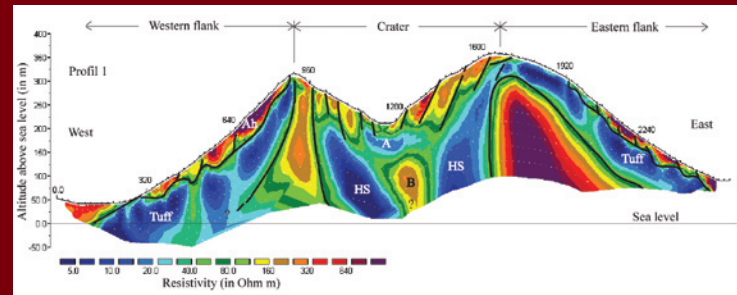 Western flank
Crater
Eastern flank
400
350
300
250
200
150
100
50.0
0.0
-50.0
Altitude above sea level (in m)
Profil 1
West
East
0.0
320
640
960
1280
1600
1920
2240
Ah
Tuff
HS
A
B
?
?
HS
Tuff
Sea level
5.0 10.0 20.0 40.0 80.0 160 320 640
Resistivity (in Ohm m)